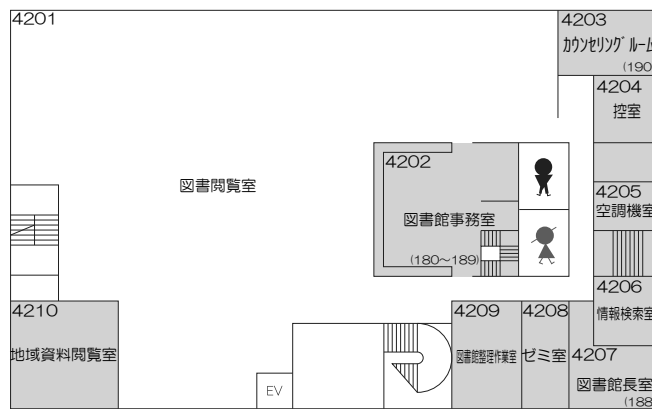 4201
図書閲覧室
4202
図書館事務室
(180～189)
4203
カウンセリングルーム
(190
4204
控室
4205
空調機室
4206
情報検索室
4207
図書館長室
(188
4208
ゼミ室
4209
図書館整理作業室
4210
地域資料閲覧室
EV